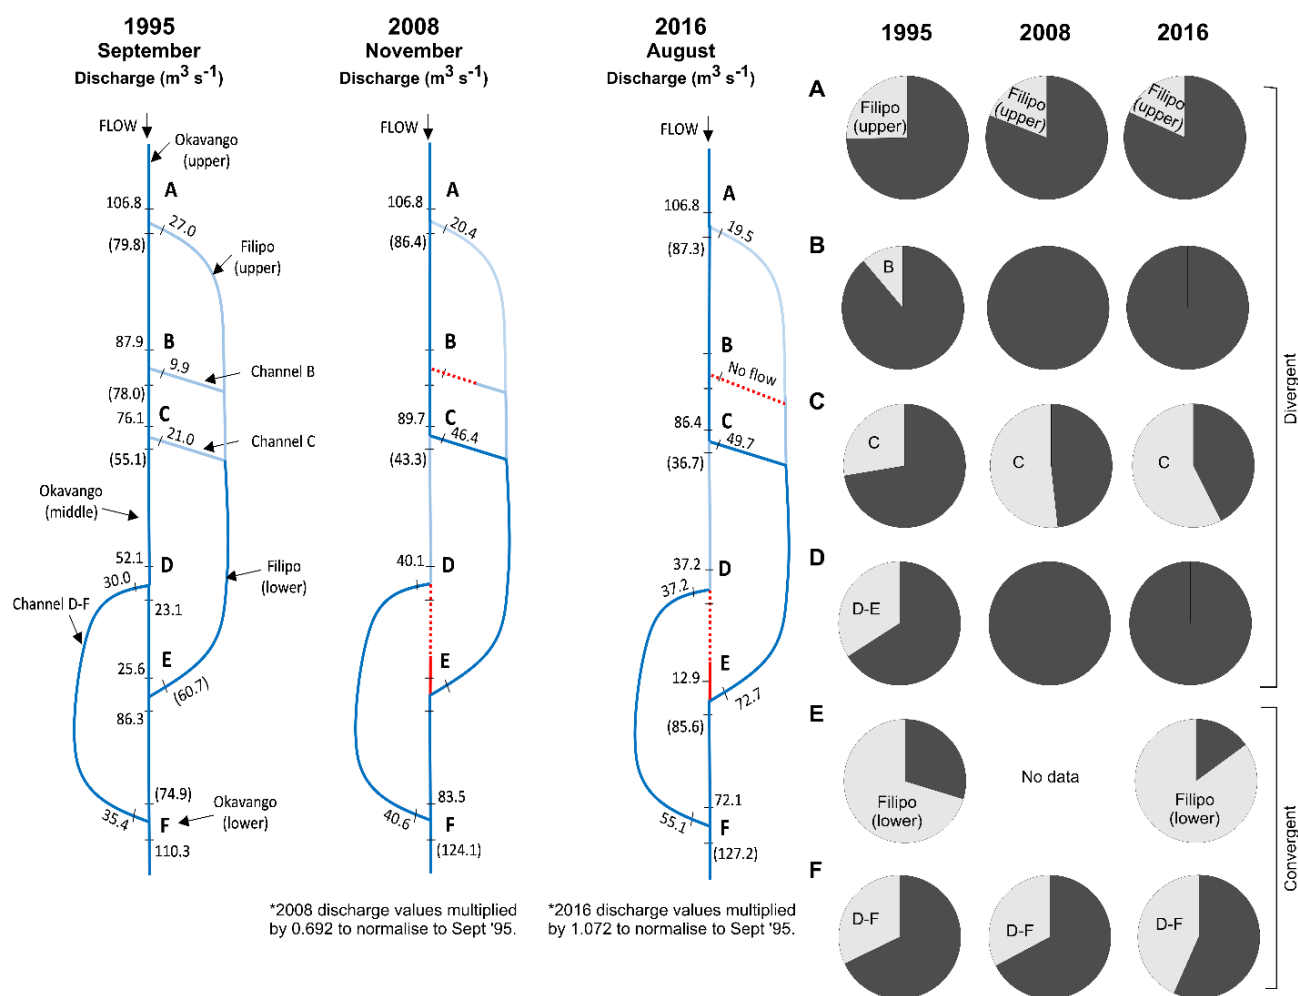 1995
September
Discharge (m3 s-1)
FLOW
Okavango
(upper)
A
106.8
27.0
(79.8)
Filipo
(upper)
87.9
B
9.9
Channel B
(78.0)
76.1
C
21.0
Channel C
(55.1)
Okavango
(middle)
52.1
D
30.0
Channel D-F
23.1
Filipo
(lower)
25.6
E
(60.7)
86.3
(74.9)
35.4
F
Okavango
(lower)
110.3
2008
November
Discharge (m3 s-1)
FLOW
A
106.8
20.4
(86.4)
B
89.7
C
46.4
(43.3)
40.1
D
E
83.5
40.6
F
(124.1)
*2008 discharge values multiplied
by 0.692 to normalise to Sept '95.
2016
August
Discharge (m3 s-1)
FLOW
A
106.8
19.5
(87.3)
B
No flow
86.4
C
49.7
(36.7)
37.2
D
37.2
E
12.9
72.7
(85.6)
72.1
55.1
F
(127.2)
*2016 discharge values multiplied
by 1.072 to normalise to Sept '95.
1995
2008
2016
A
Filipo
(upper)
Filipo
(upper)
Filipo
(upper)
B
B
C
C
C
C
D
D-E
Divergent
E
Filipo
(lower)
No data
Filipo
(lower)
F
D-F
D-F
D-F
Convergent